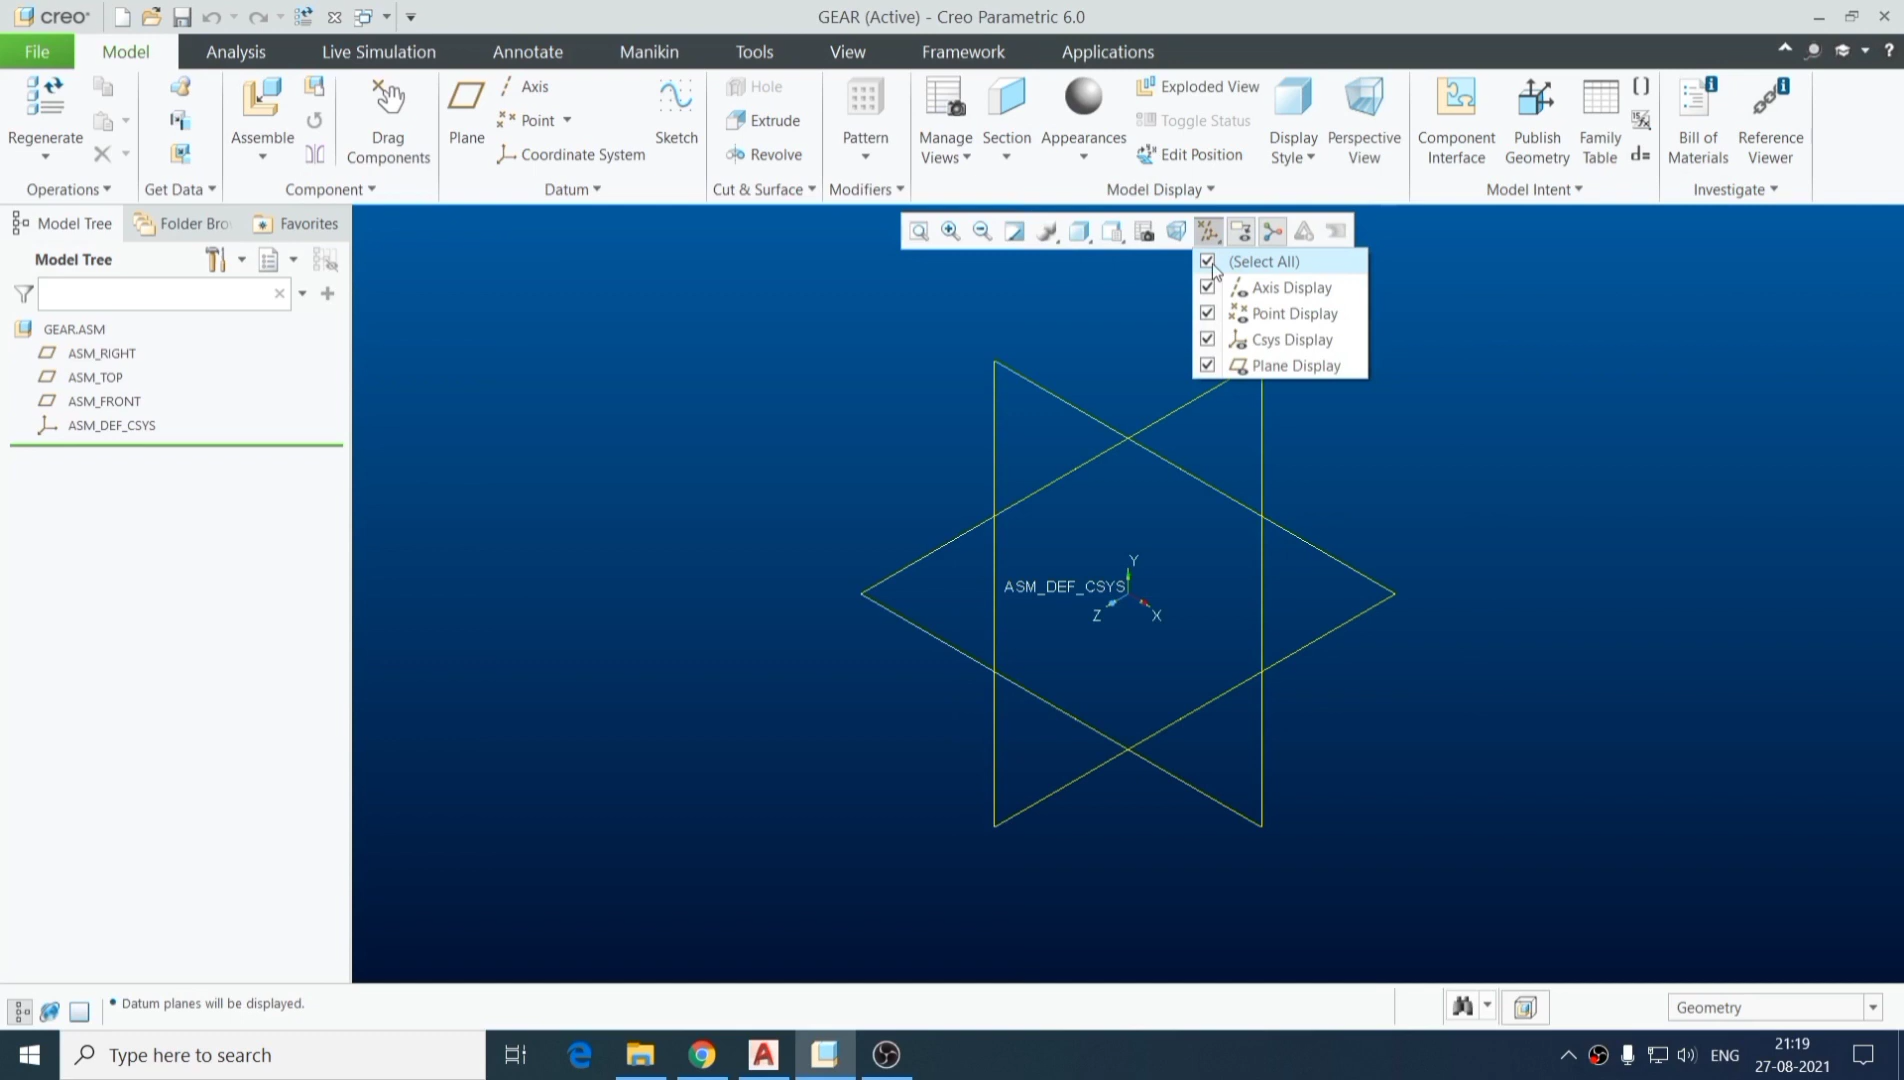 creo°
GEAR (Active) - Creo Parametric 6.0
File
Model
Analysis
Live Simulation
Annotate
Manikin
Tools
View
Framework
Applications
?
Regenerate
Assemble
Drag
Components
Plane
Axis
Point
Coordinate System
Sketch
Hole
Extrude
Revolve
Pattern
Manage
Views
Section
Appearances
Exploded View
Toggle Status
Edit Position
Display
Style
Perspective
View
Component
Interface
Publish
Geometry
Family
Table
d=
Bill of
Materials
Reference
Viewer
Operations
Get Data
Component
Datum
Cut & Surface
Modifiers
Model Display
Model Intent
Investigate
Model Tree
Folder Bro
Favorites
Model Tree
GEAR.ASM
ASM_RIGHT
ASM_TOP
ASM_FRONT
ASM_DEF_CSYS
(Select All)
Axis Display
Point Display
Csys Display
Plane Display
Y
ASM_DEF_CSYS
Z
X
• Datum planes will be displayed.
Geometry
Type here to search
ENG
21:19
27-08-2021